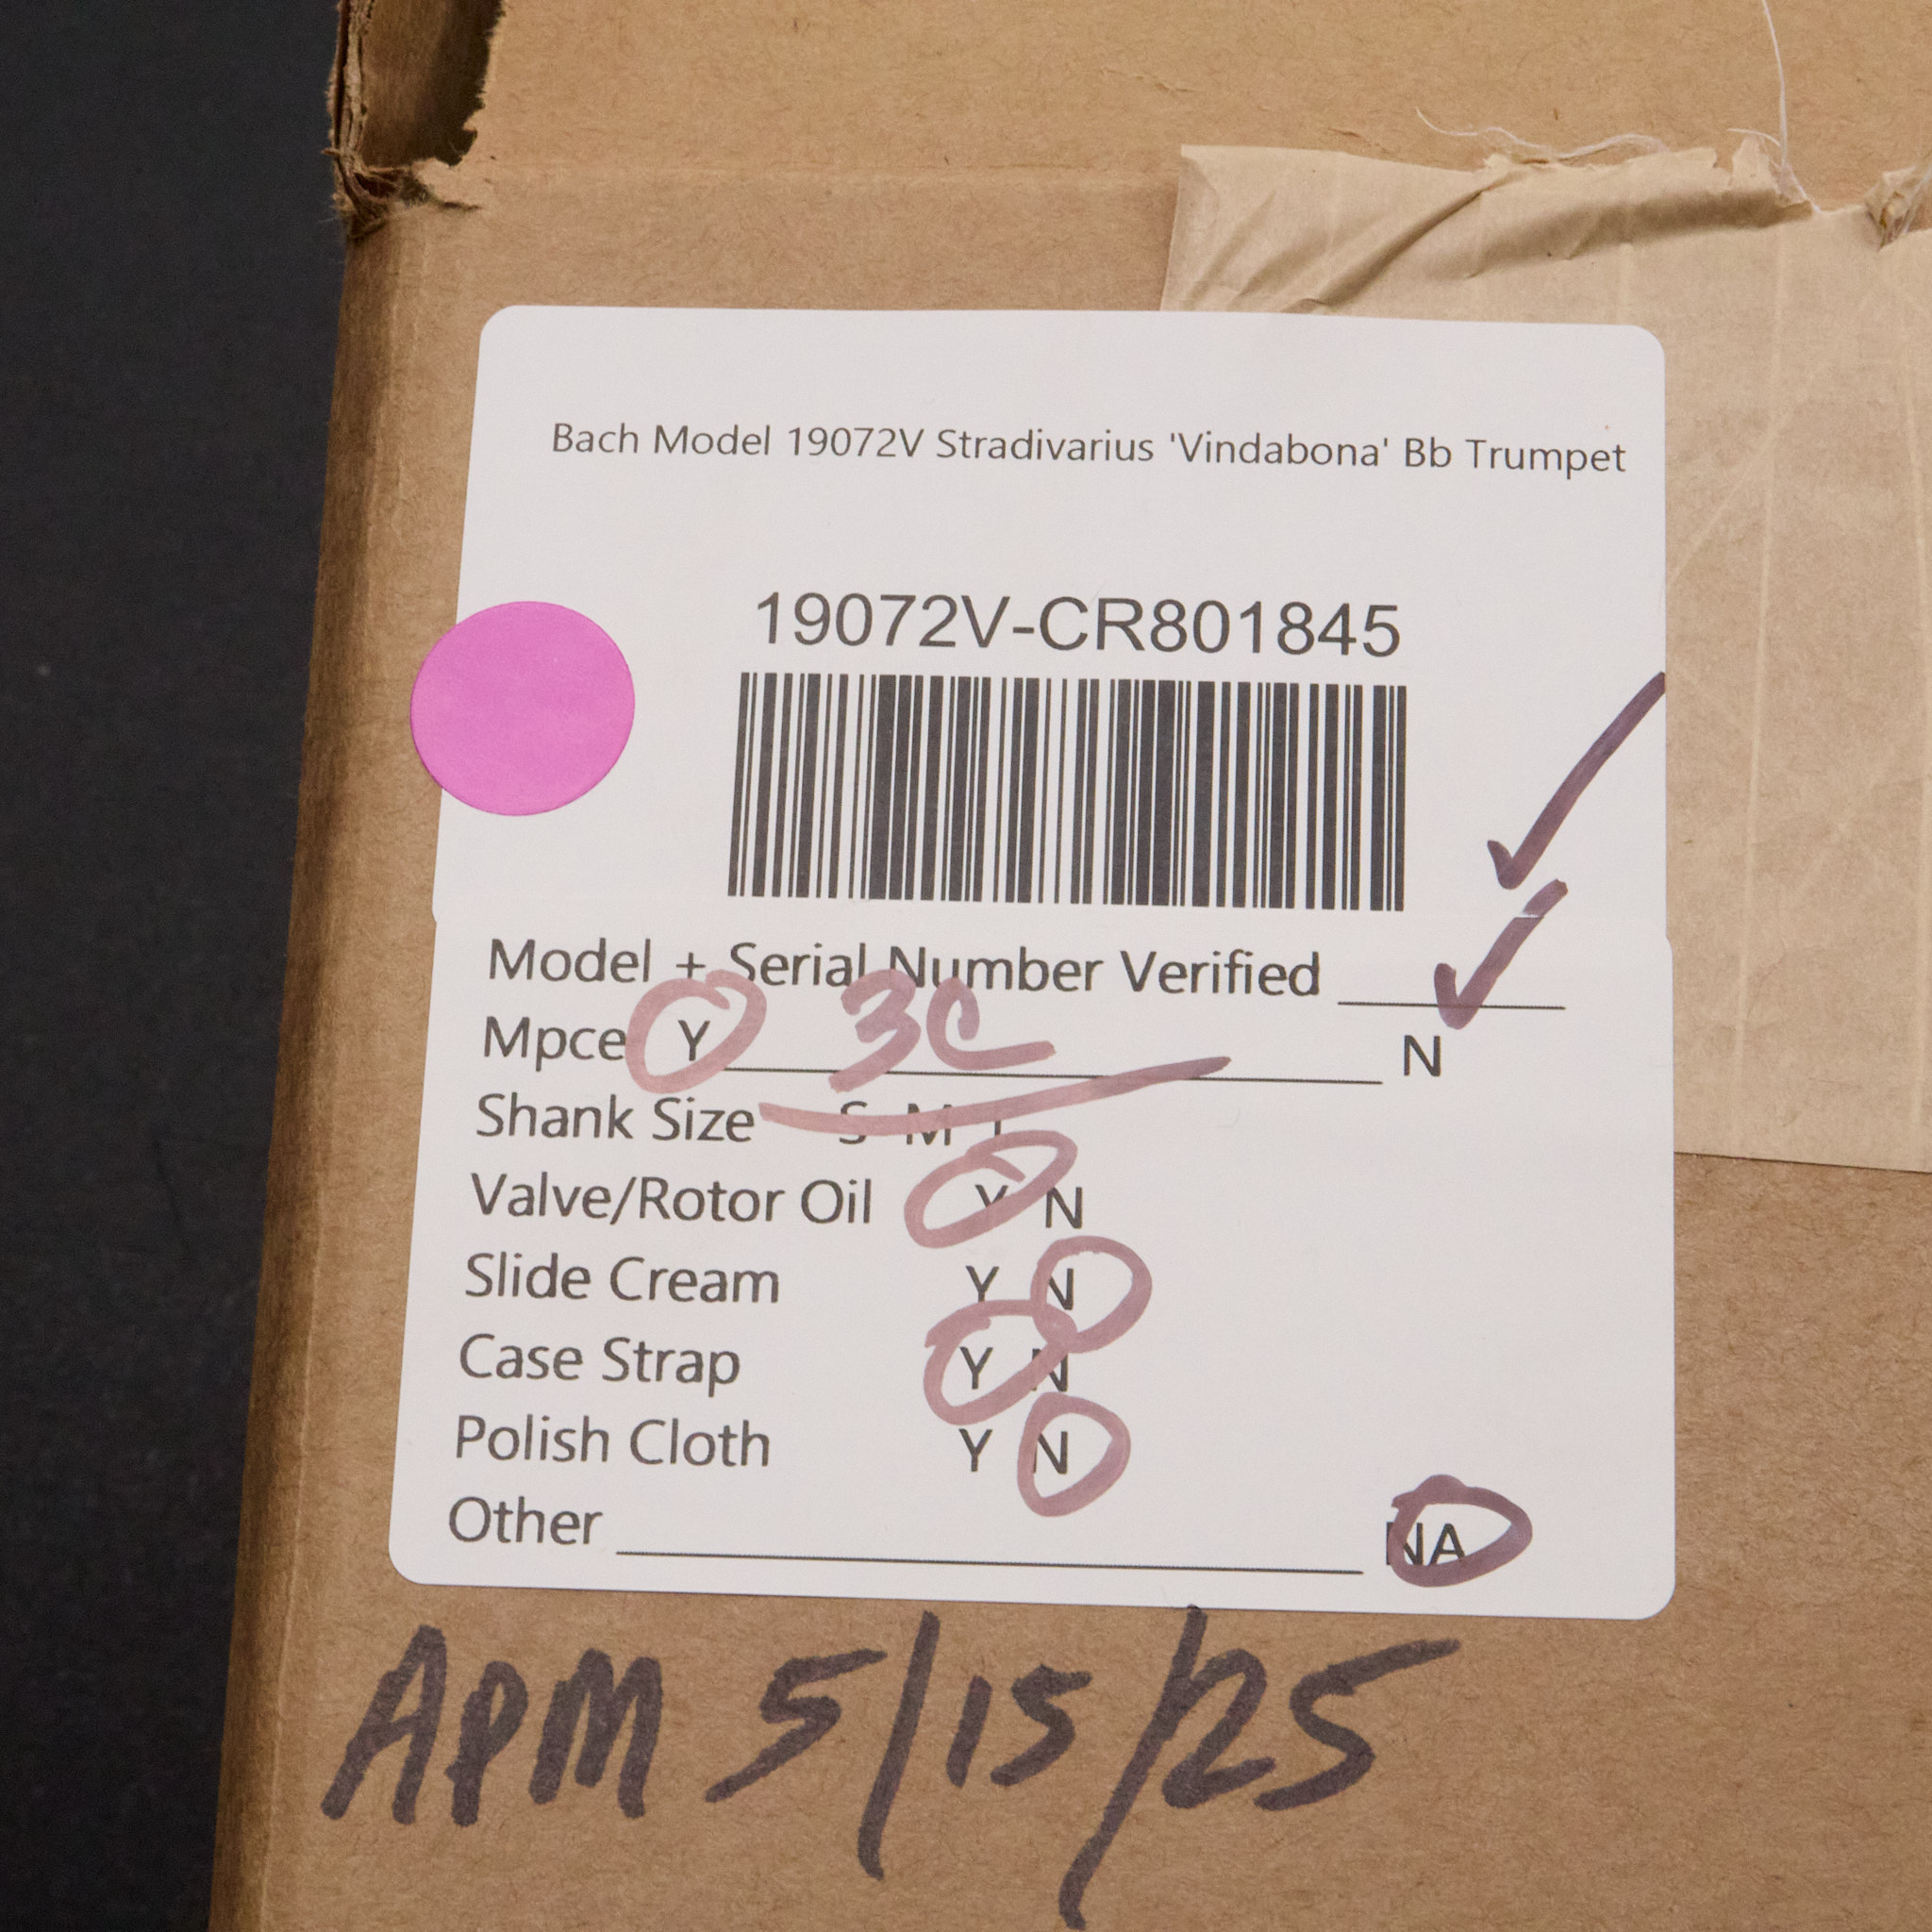 Bach Model 19072V Stradivarius 'Vindabona' Bb Trumpet
19072V-CR801845
Model + Serial Number Verified ✓
Mpce Y 3C N
Shank Size S M L
Valve/Rotor Oil Y N
Slide Cream Y N
Case Strap Y N
Polish Cloth Y N
Other NA
APM 5/15/25